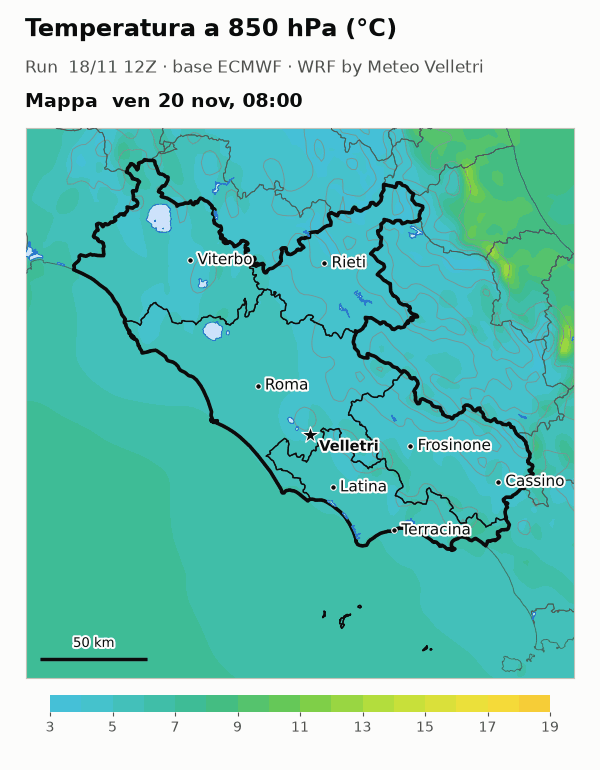 Temperatura a 850 hPa (°C)
Run  18/11 12Z · base ECMWF · WRF by Meteo Velletri
Mappa  ven 20 nov, 08:00
Viterbo
Rieti
Roma
Velletri
Frosinone
Latina
Cassino
Terracina
50 km
3 5 7 9 11 13 15 17 19